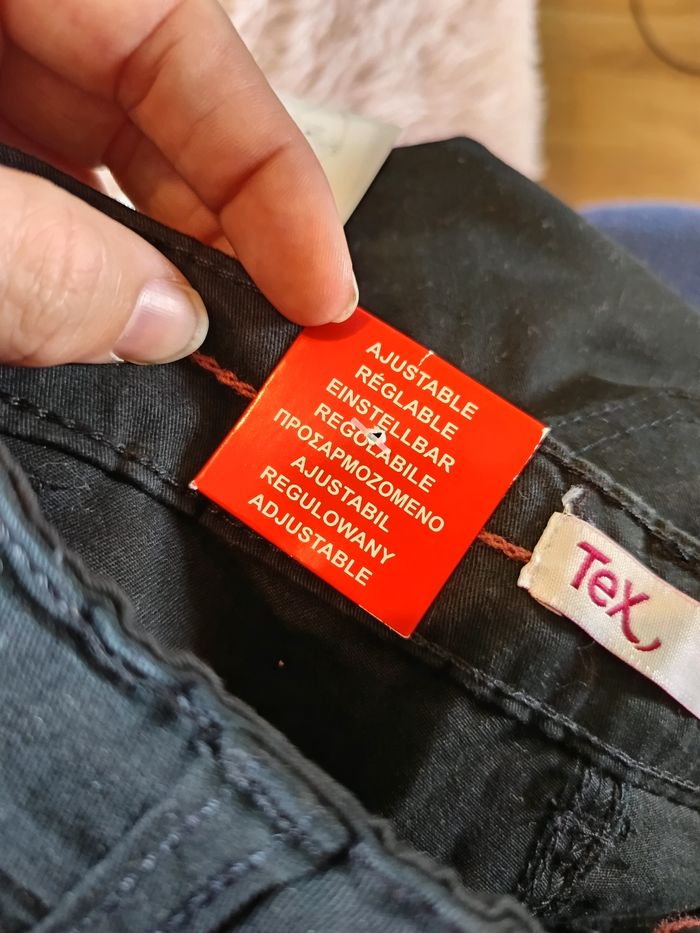 AJUSTABLE
RÉGLABLE
EINSTELLBAR
REGOLABILE
ΠΡΟΣΑΡΜΟΖΟΜΕΝΟ
AJUSTABIL
REGULOWANY
ADJUSTABLE
TeX